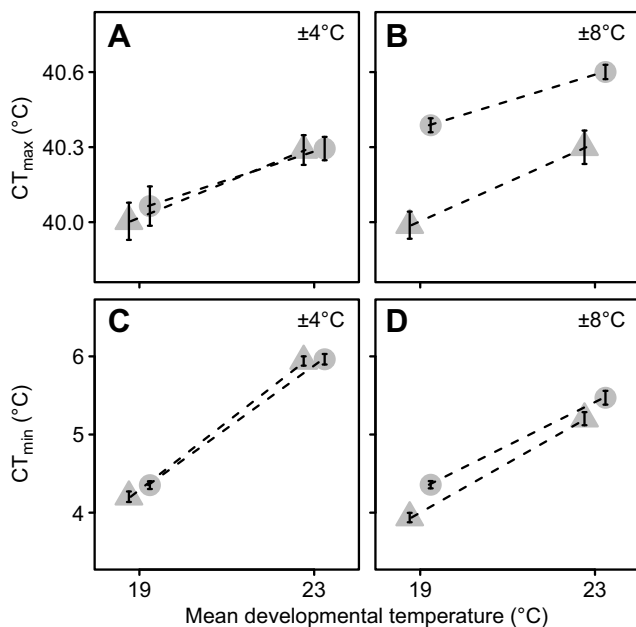 A ±4°C
B ±8°C
CTmax (°C)
40.6
40.3
40.0
C ±4°C
D ±8°C
CTmin (°C)
6
5
4
19 23 19 23
Mean developmental temperature (°C)